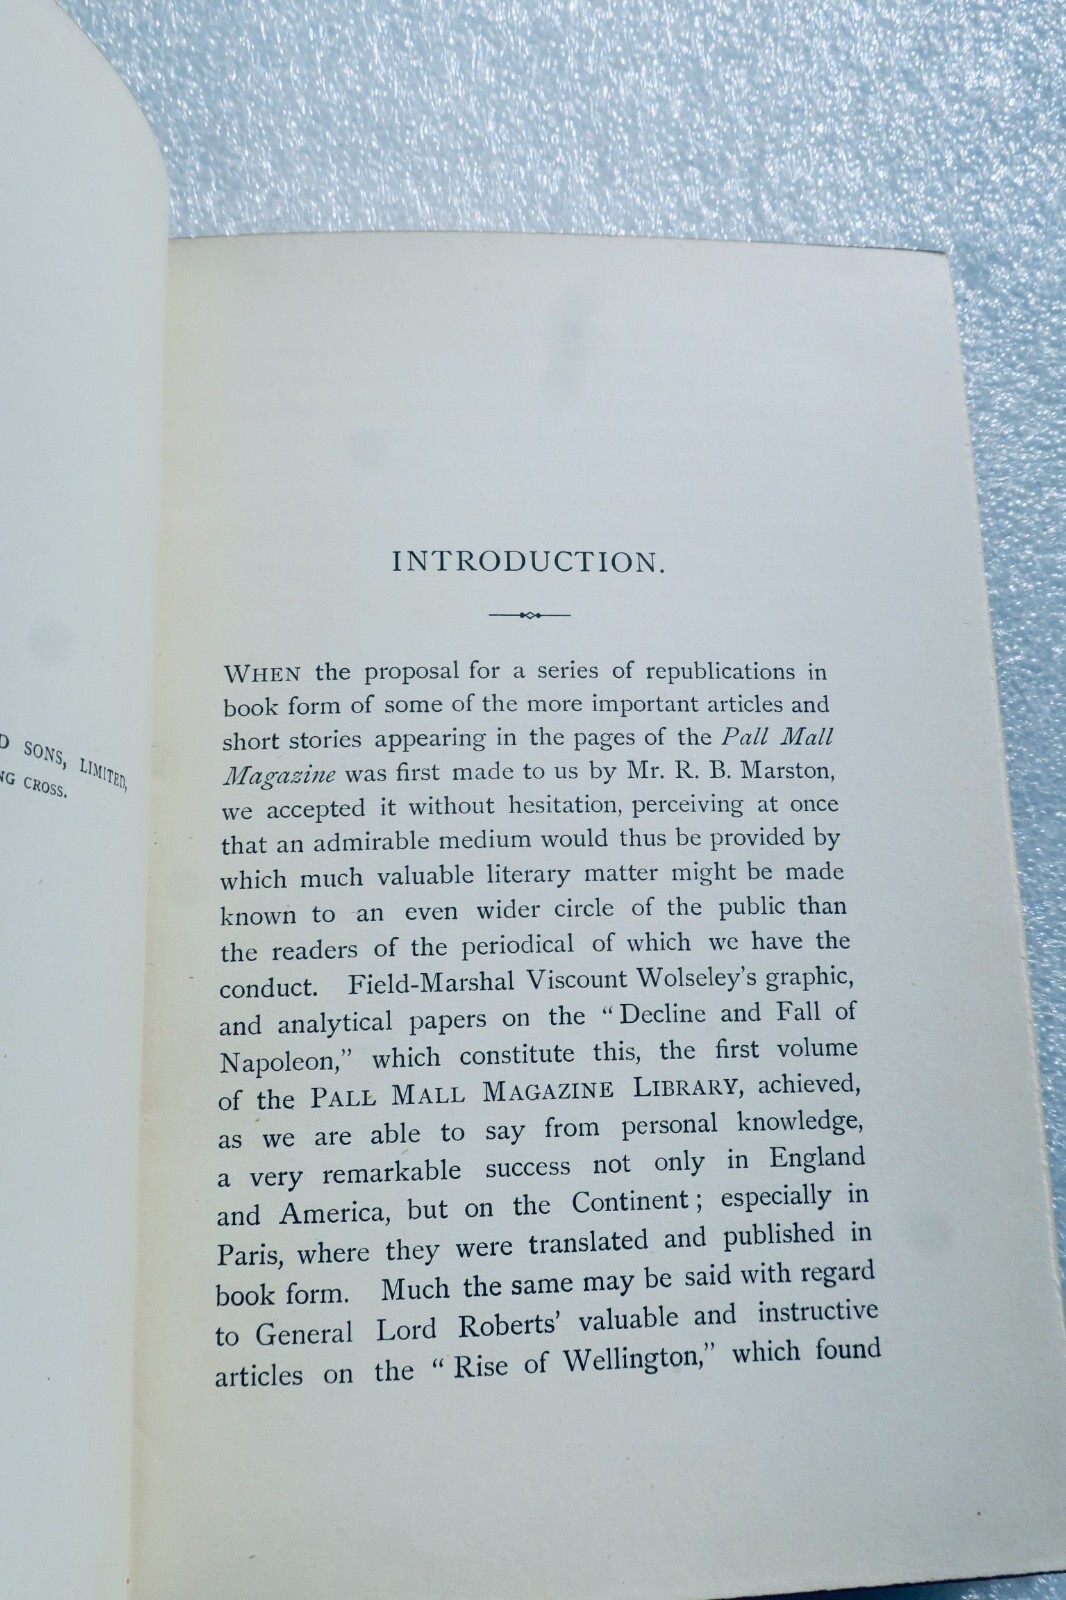 D SONS, LIMITED,
NG CROSS.
INTRODUCTION.
WHEN the proposal for a series of republications in
book form of some of the more important articles and
short stories appearing in the pages of the Pall Mall
Magazine was first made to us by Mr. R. B. Marston,
we accepted it without hesitation, perceiving at once
that an admirable medium would thus be provided by
which much valuable literary matter might be made
known to an even wider circle of the public than
the readers of the periodical of which we have the
conduct. Field-Marshal Viscount Wolseley's graphic,
and analytical papers on the “Decline and Fall of
Napoleon,” which constitute this, the first volume
of the PALL MALL MAGAZINE LIBRARY, achieved,
as we are able to say from personal knowledge,
a very remarkable success not only in England
and America, but on the Continent; especially in
Paris, where they were translated and published in
book form. Much the same may be said with regard
to General Lord Roberts' valuable and instructive
articles on the “Rise of Wellington,” which found